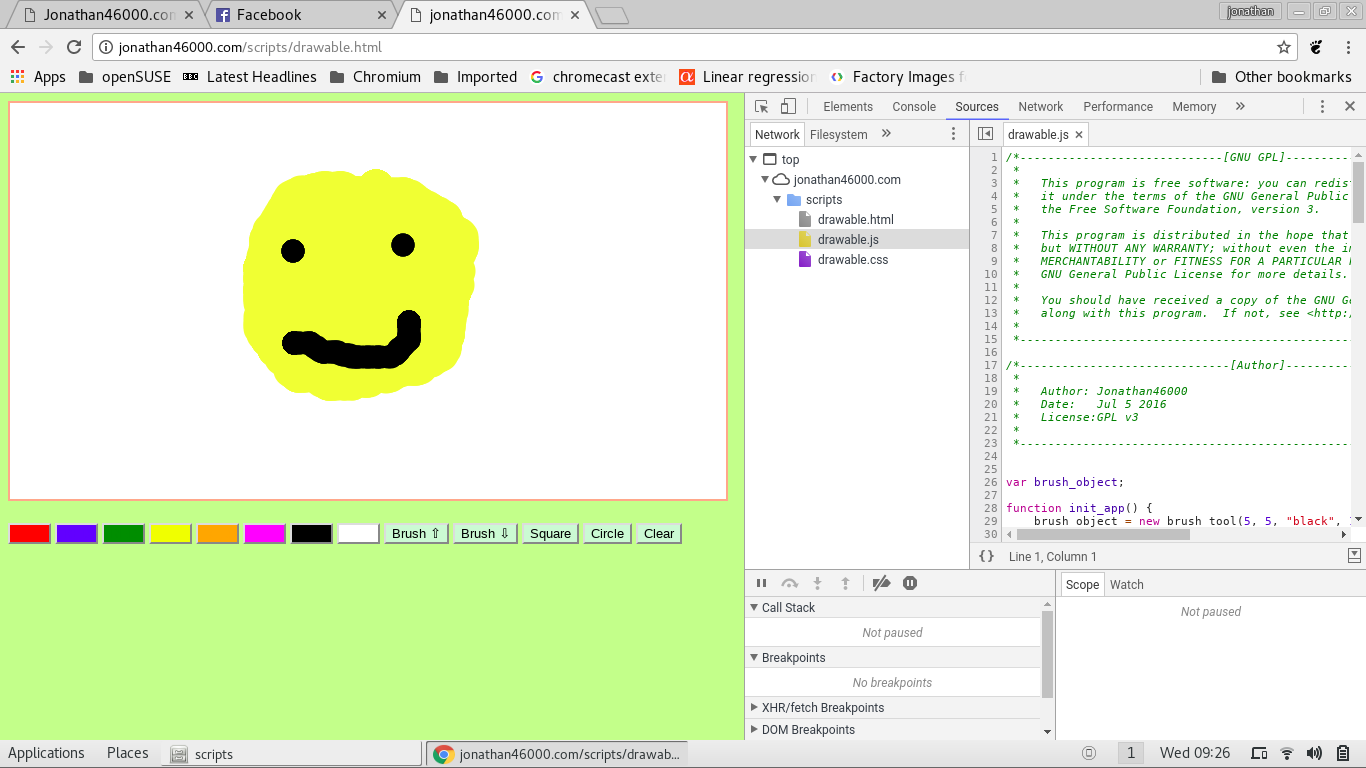 Jonathan46000.com
Facebook
jonathan46000.com
jonathan
jonathan46000.com/scripts/drawable.html
Apps openSUSE BBC Latest Headlines Chromium Imported G chromecast exte Linear regression Factory Images f Other bookmarks
Elements Console Sources Network Performance Memory »
Network Filesystem »
drawable.js
top
jonathan46000.com
scripts
drawable.html
drawable.js
drawable.css
1 /*-----------------------------[GNU GPL]----------
2 *
3 * This program is free software: you can redis
4 * it under the terms of the GNU General Public
5 * the Free Software Foundation, version 3.
6 *
7 * This program is distributed in the hope that
8 * but WITHOUT ANY WARRANTY; without even the im
9 * MERCHANTABILITY or FITNESS FOR A PARTICULAR
10 * GNU General Public License for more details.
11 *
12 * You should have received a copy of the GNU Ge
13 * along with this program.  If not, see <http:/
14 *
15 *------------------------------------------------
16
17 /*------------------------------[Author]---------
18 *
19 * Author: Jonathan46000
20 * Date:   Jul 5 2016
21 * License:GPL v3
22 *
23 *------------------------------------------------
24
25
26 var brush_object;
27
28 function init_app() {
29 brush_object = new brush_tool(5, 5, "black",
30
{} Line 1, Column 1
Brush ⇧ Brush ⇩ Square Circle Clear
Call Stack
Not paused
Breakpoints
No breakpoints
XHR/fetch Breakpoints
DOM Breakpoints
Scope Watch
Not paused
Applications Places scripts jonathan46000.com/scripts/drawab... 1 Wed 09:26